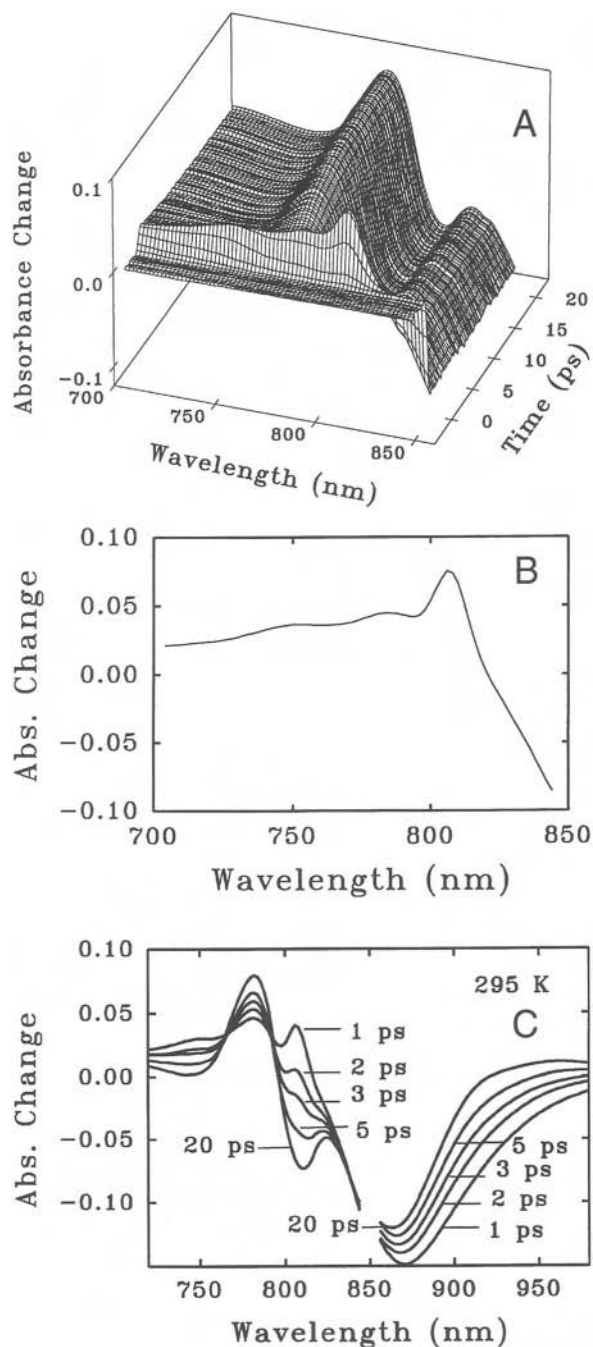 A
Absorbance Change
0.1
0.0
-0.1
700
750
800
850
Wavelength (nm)
0
5
10
15
20
Time (ps)
B
Abs. Change
0.10
0.05
0.00
-0.05
-0.10
700
750
800
850
Wavelength (nm)
C
295 K
Abs. Change
0.10
0.05
0.00
-0.05
-0.10
1 ps
2 ps
3 ps
5 ps
20 ps
5 ps
3 ps
2 ps
20 ps
1 ps
750
800
850
900
950
Wavelength (nm)